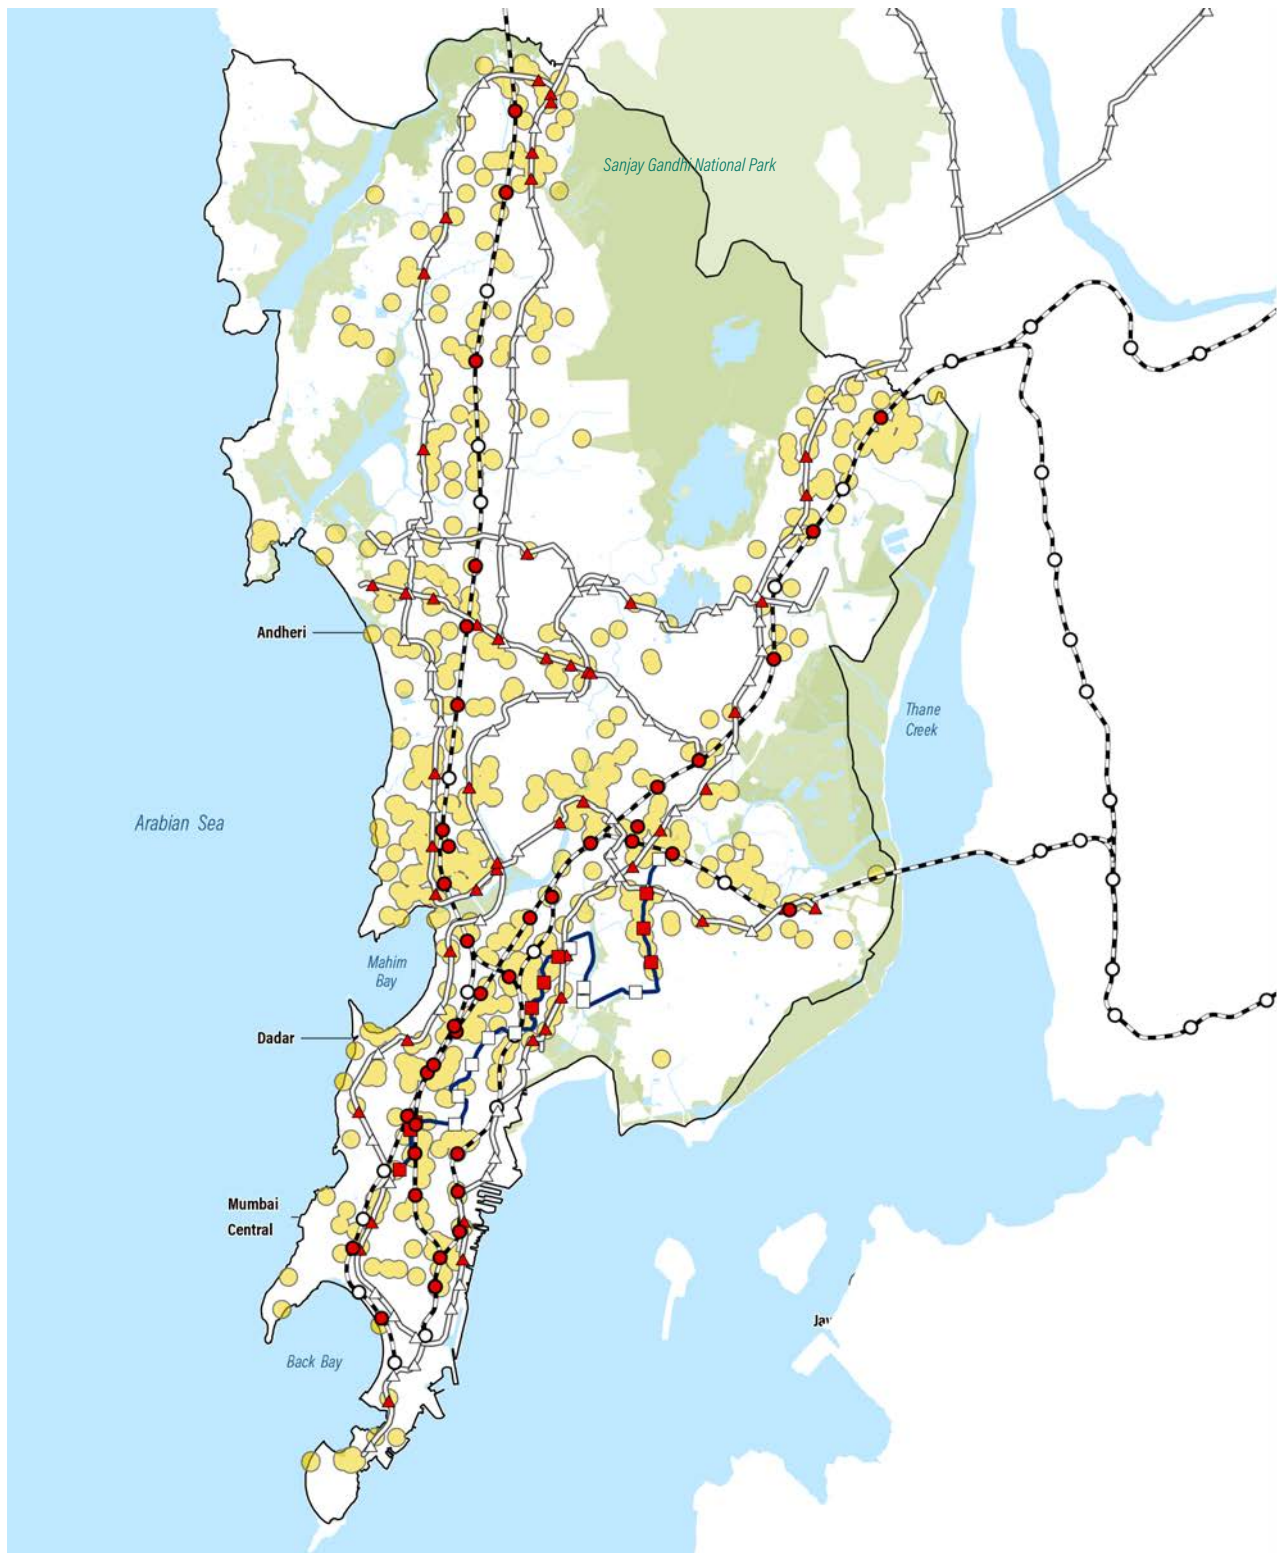 Sanjay Gandhi National Park
Andheri
Thane
Creek
Arabian Sea
Mahim
Bay
Dadar
Mumbai
Central
Back Bay